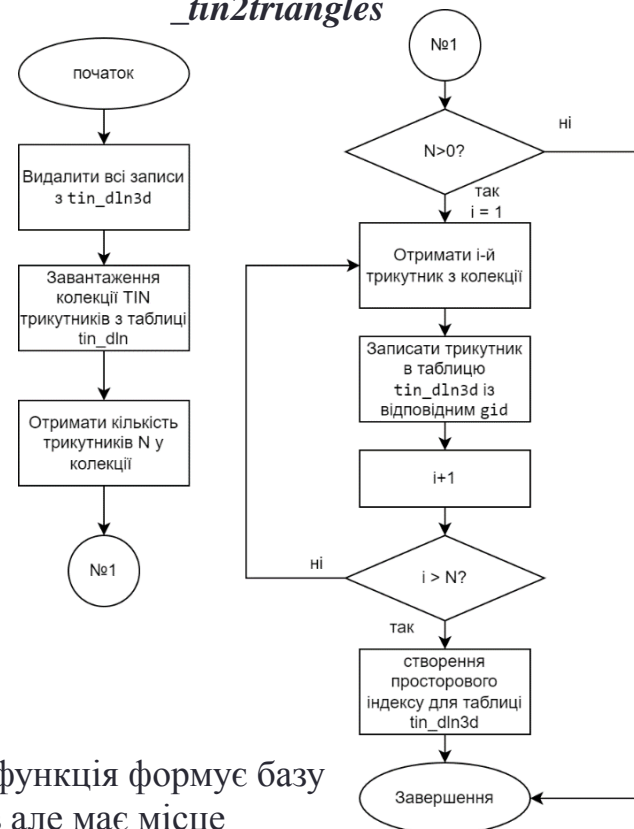 _tin2triangles
початок
Видалити всі записи
з tin_dln3d
Завантаження
колекції TIN
трикутників з таблиці
tin_dln
Отримати кількість
трикутників N у
колекції
№1
№1
N>0?
ні
так
i = 1
Отримати i-й
трикутник з колекції
Записати трикутник
в таблицю
tin_dln3d із
відповідним gid
i+1
ні
i > N?
так
створення
просторового
індексу для таблиці
tin_dln3d
Завершення
функція формує базу
але має місце